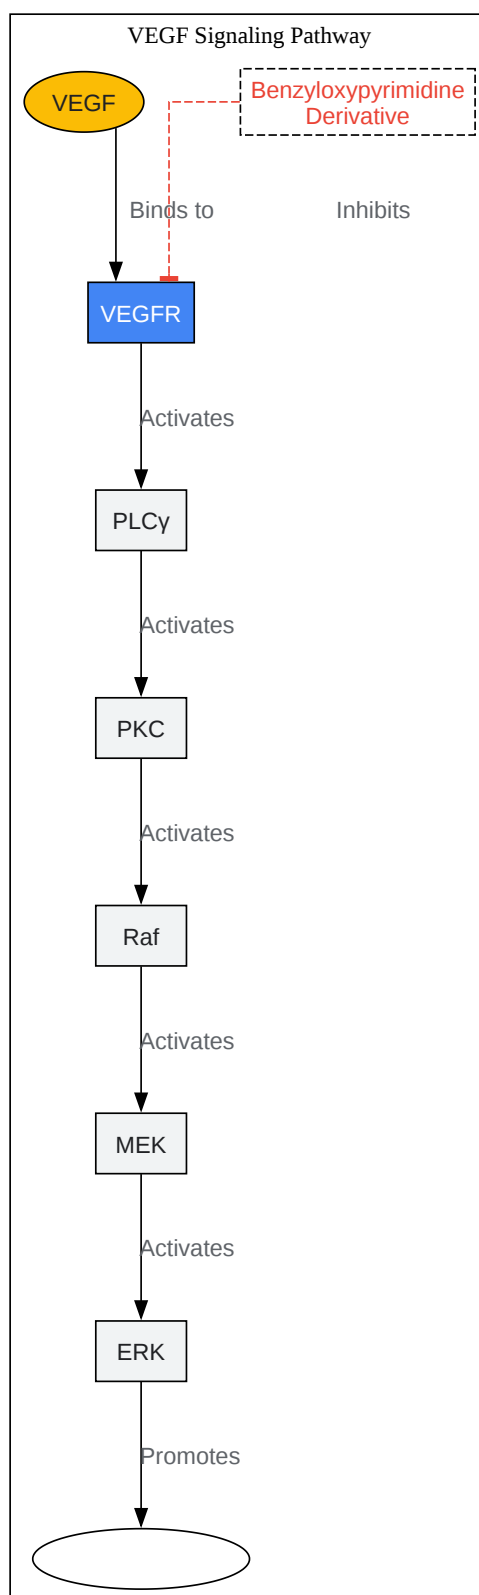 VEGF Signaling Pathway
VEGF
Benzyloxypyrimidine
Derivative
Binds to
Inhibits
VEGFR
Activates
PLCγ
Activates
PKC
Activates
Raf
Activates
MEK
Activates
ERK
Promotes